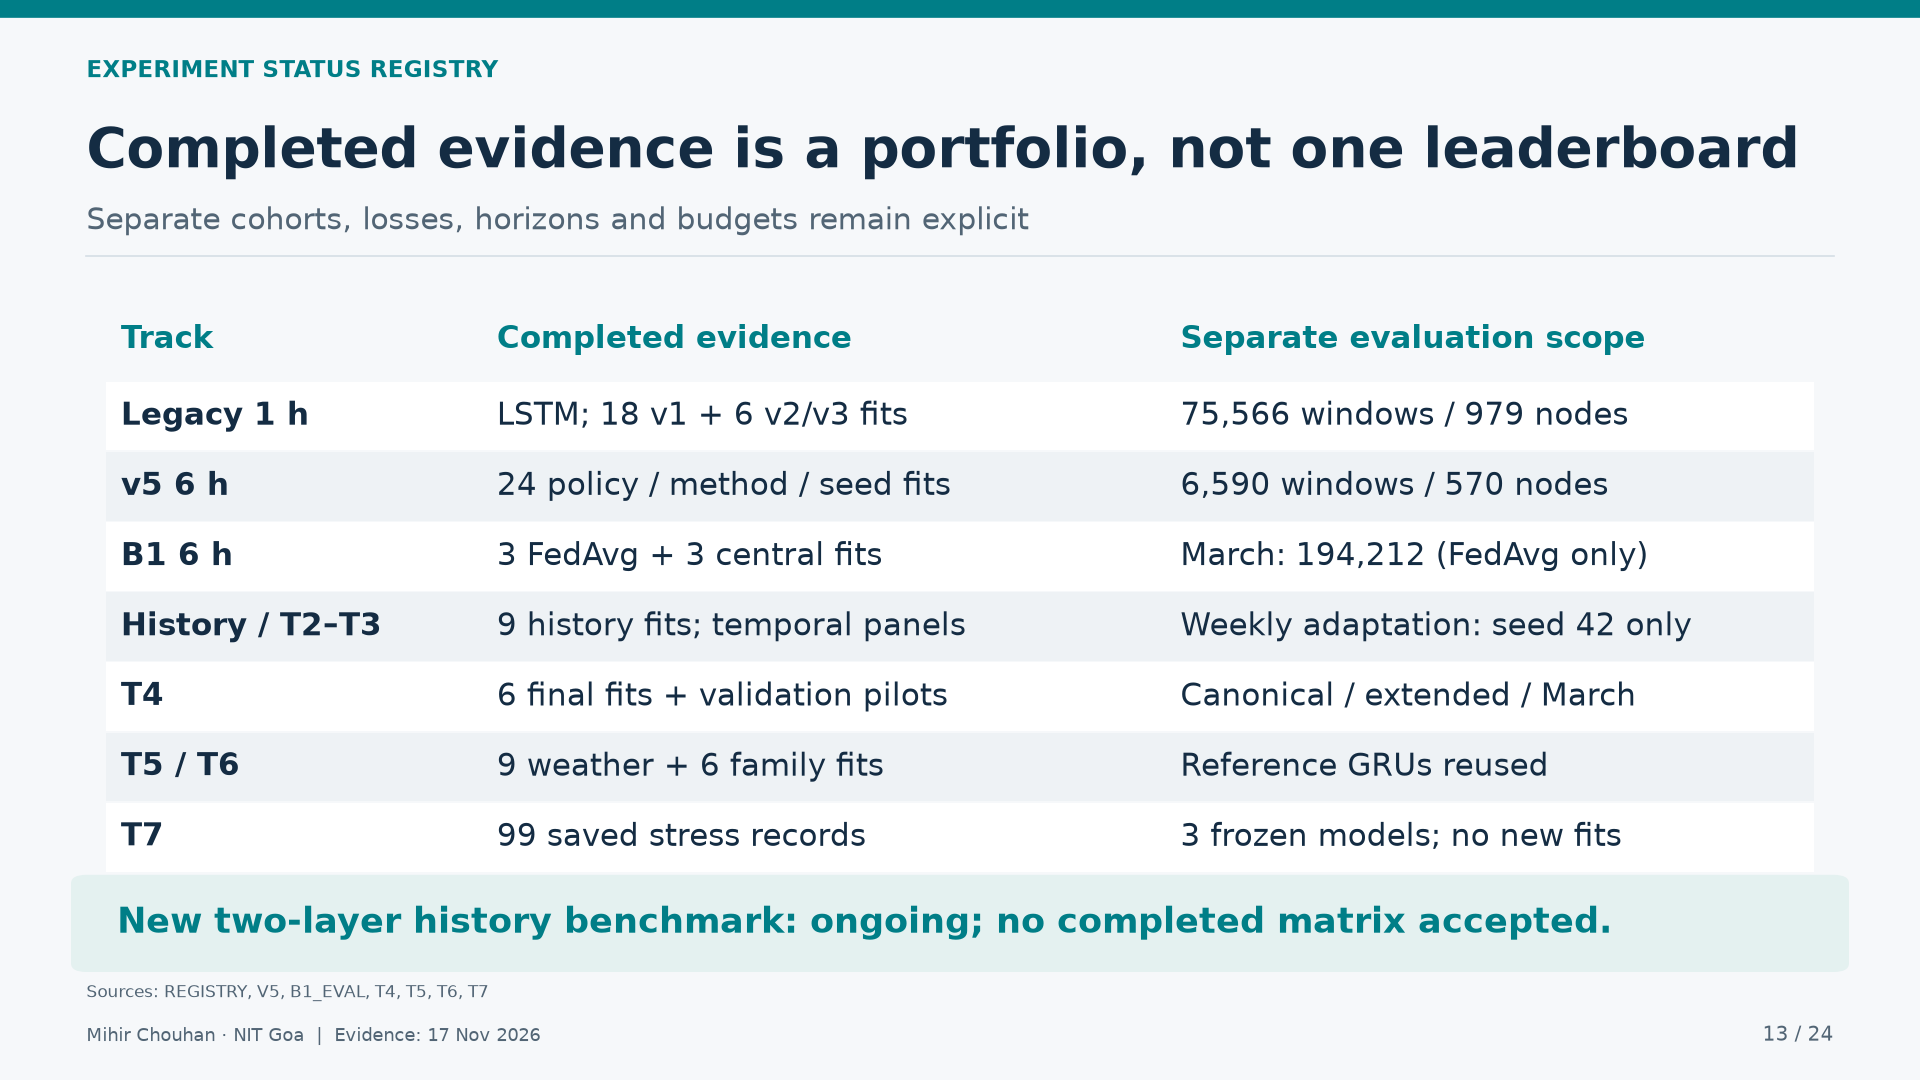 EXPERIMENT STATUS REGISTRY
Completed evidence is a portfolio, not one leaderboard
Separate cohorts, losses, horizons and budgets remain explicit
Track Completed evidence Separate evaluation scope
Legacy 1 h LSTM; 18 v1 + 6 v2/v3 fits 75,566 windows / 979 nodes
v5 6 h 24 policy / method / seed fits 6,590 windows / 570 nodes
B1 6 h 3 FedAvg + 3 central fits March: 194,212 (FedAvg only)
History / T2–T3 9 history fits; temporal panels Weekly adaptation: seed 42 only
T4 6 final fits + validation pilots Canonical / extended / March
T5 / T6 9 weather + 6 family fits Reference GRUs reused
T7 99 saved stress records 3 frozen models; no new fits
New two-layer history benchmark: ongoing; no completed matrix accepted.
Sources: REGISTRY, V5, B1_EVAL, T4, T5, T6, T7
Mihir Chouhan · NIT Goa | Evidence: 17 Nov 2026 13 / 24